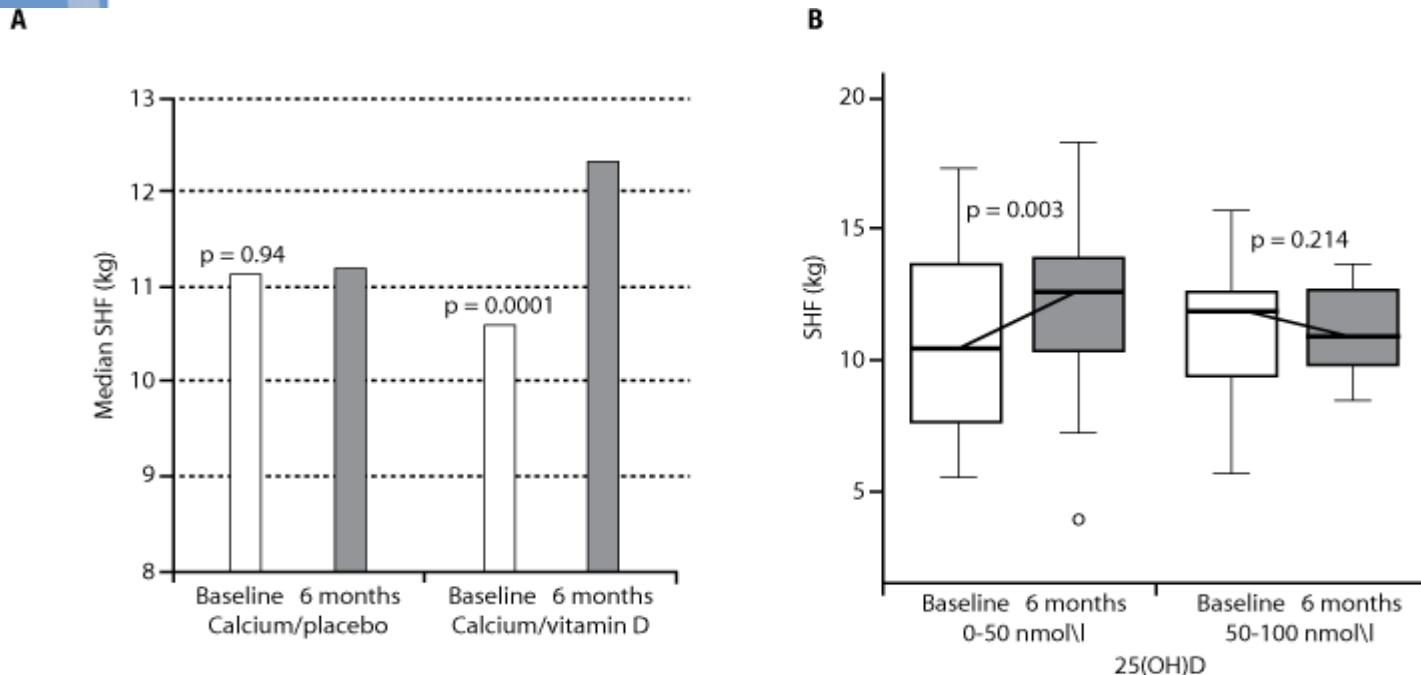 A
13
12
11
10
9
8
Median SHF (kg)
p = 0.94
p = 0.0001
Baseline 6 months
Calcium/placebo
Baseline 6 months
Calcium/vitamin D
B
20
15
10
5
SHF (kg)
p = 0.003
p = 0.214
Baseline 6 months
0-50 nmol\l
Baseline 6 months
50-100 nmol\l
25(OH)D